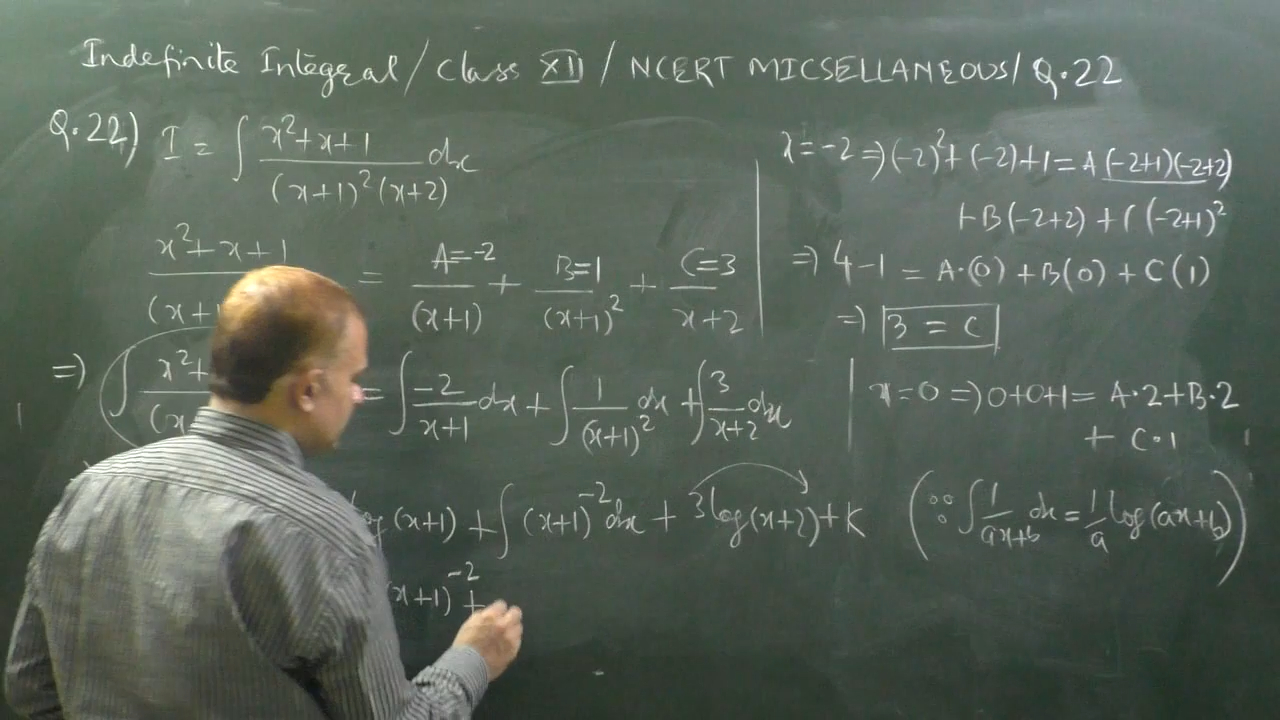 Indefinite Integral / Class XII / NCERT MICSELLANEOUS / Q.22
Q.22) I = ∫ (x²+x+1)/((x+1)²(x+2)) dx
x²+x+1 / (x+1 = A=-2/(x+1) + B=1/(x+1)² + C=3/(x+2)
⇒) ∫ x²+ / (x = ∫ -2/(x+1) dx + ∫ 1/(x+1)² dx + ∫ 3/(x+2) dx
log(x+1) + ∫ (x+1)⁻² dx + 3log(x+2) + K
(x+1)⁻² +
x=-2 ⇒) (-2)²+(-2)+1 = A(-2+1)(-2+2)
+B(-2+2) + C(-2+1)²
⇒) 4-1 = A.(0) + B(0) + C(1)
⇒) 3 = C
x=0 ⇒) 0+0+1 = A.2+B.2
+ C.1
(∵ ∫ 1/(ax+b) dx = 1/a log(ax+b))